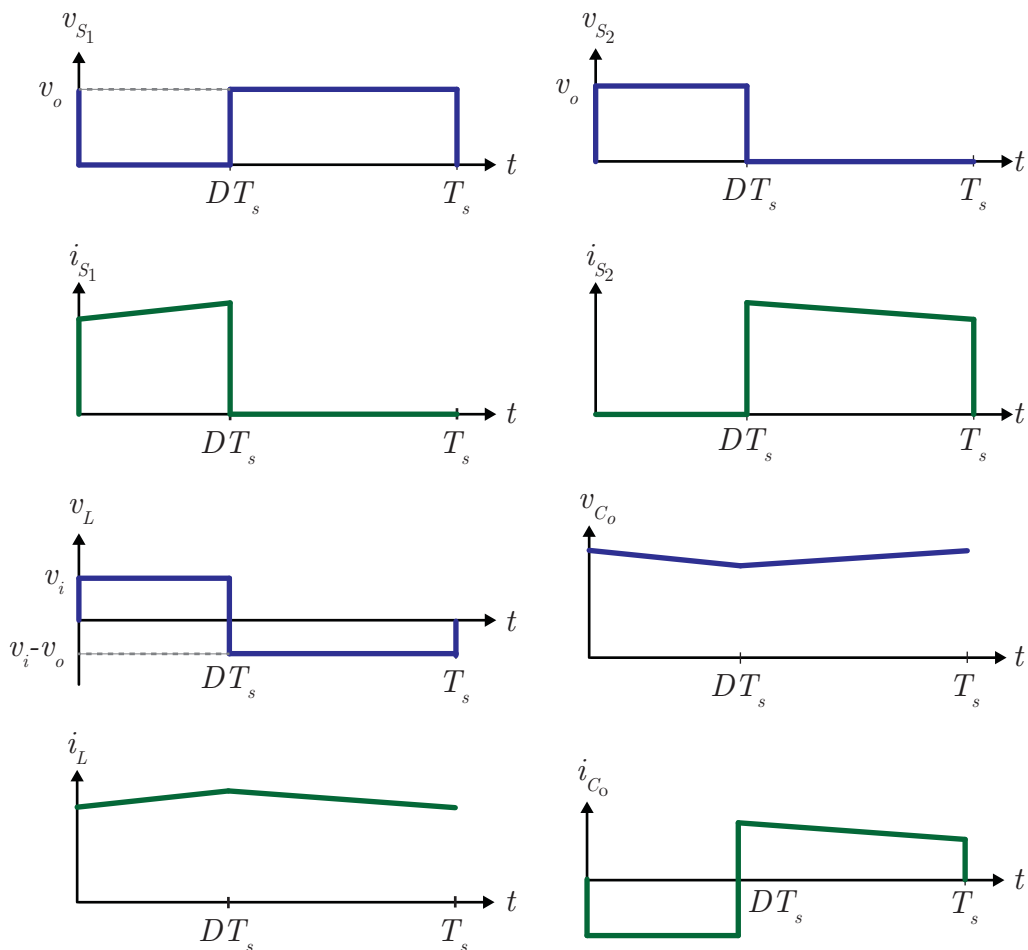 v_{S_1}
v_o
t
DT_s
T_s
v_{S_2}
v_o
t
DT_s
T_s
i_{S_1}
t
DT_s
T_s
i_{S_2}
t
DT_s
T_s
v_L
v_i
v_i-v_o
t
DT_s
T_s
v_{C_o}
t
DT_s
T_s
i_L
t
DT_s
T_s
i_{C_o}
t
DT_s
T_s